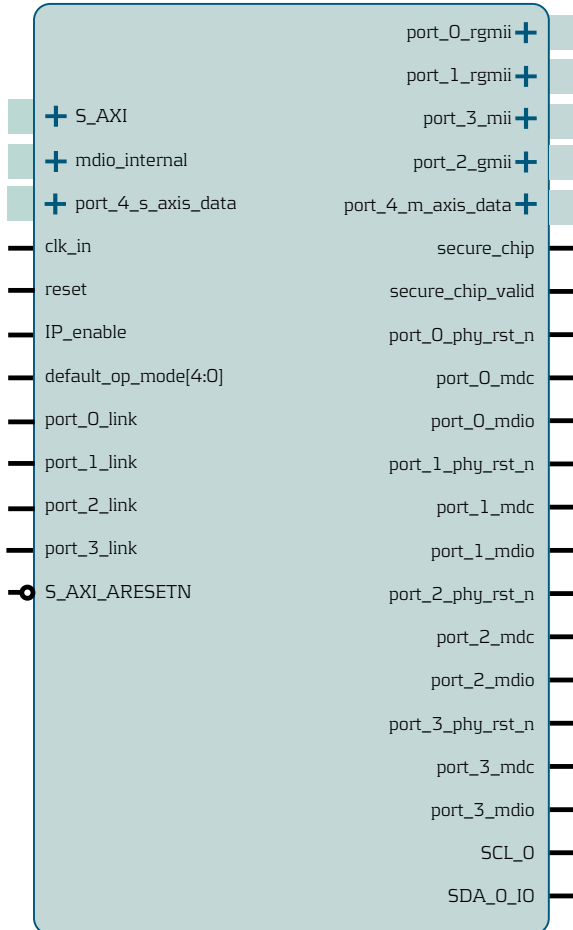 port_0_rgmii
port_1_rgmii
S_AXI
port_3_mii
mdio_internal
port_2_gmii
port_4_s_axis_data
port_4_m_axis_data
clk_in
secure_chip
reset
secure_chip_valid
IP_enable
port_0_phy_rst_n
default_op_mode[4:0]
port_0_mdc
port_0_link
port_0_mdio
port_1_link
port_1_phy_rst_n
port_2_link
port_1_mdc
port_3_link
port_1_mdio
S_AXI_ARESETN
port_2_phy_rst_n
port_2_mdc
port_2_mdio
port_3_phy_rst_n
port_3_mdc
port_3_mdio
SCL_0
SDA_0_IO